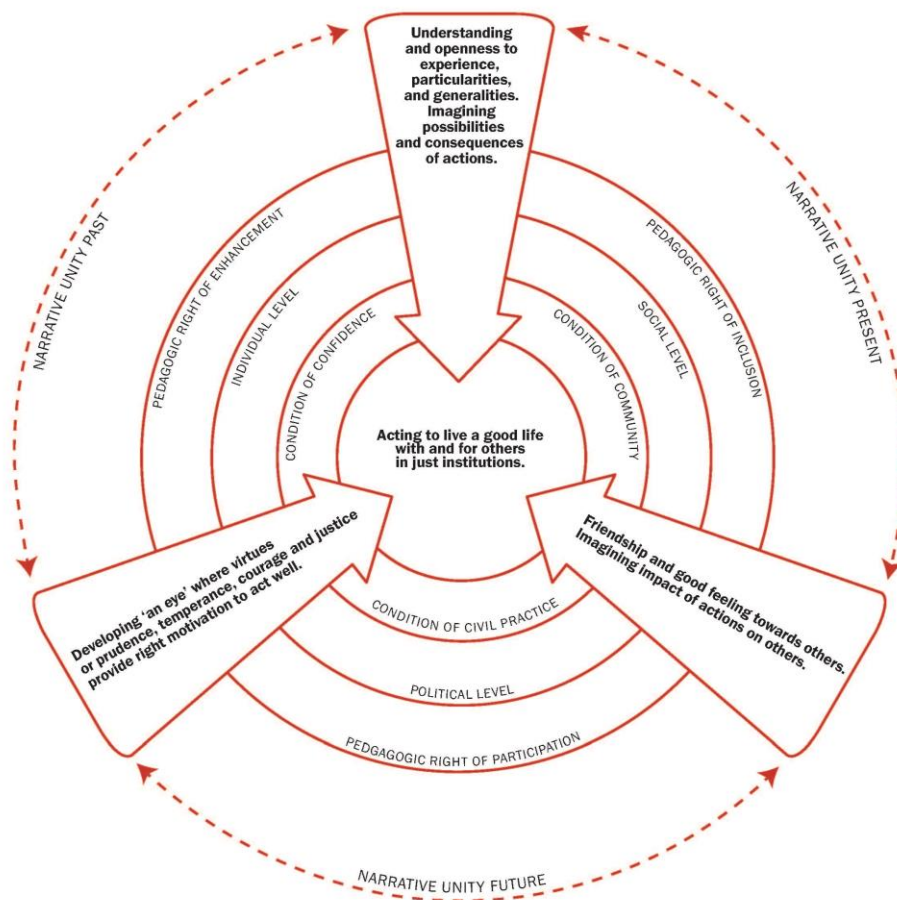 Understanding
and openness to
experience,
particularities,
and generalities.
Imagining
possibilities
and consequences
of actions.
NARRATIVE UNITY PAST
PEDAGOGIC RIGHT OF ENHANCEMENT
INDIVIDUAL LEVEL
CONDITION OF CONFIDENCE
CONDITION OF COMMUNITY
SOCIAL LEVEL
PEDAGOGIC RIGHT OF INCLUSION
NARRATIVE UNITY PRESENT
Acting to live a good life
with and for others
in just institutions.
Developing ‘an eye’ where virtues
or prudence, temperance, courage and justice
provide right motivation to act well.
Friendship and good feeling towards others.
Imagining impact of actions on others.
CONDITION OF CIVIL PRACTICE
POLITICAL LEVEL
PEDGAGOGIC RIGHT OF PARTICIPATION
NARRATIVE UNITY FUTURE